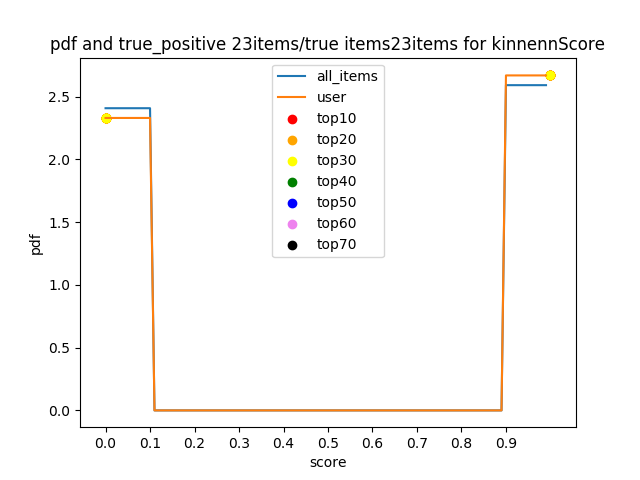 pdf and true_positive 23items/true items23items for kinnennScore
all_items
user
top10
top20
top30
top40
top50
top60
top70
2.5
2.0
1.5
1.0
0.5
0.0
pdf
0.0 0.1 0.2 0.3 0.4 0.5 0.6 0.7 0.8 0.9
score